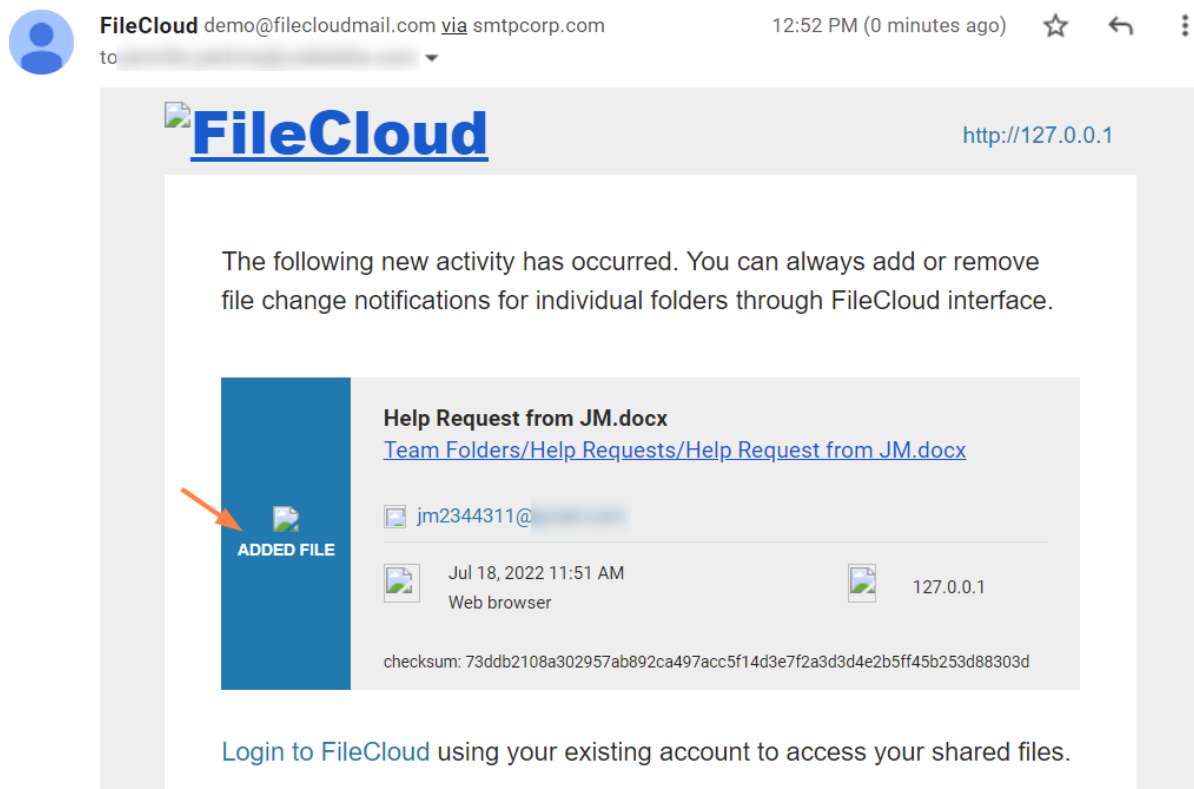 FileCloud demo@filecloudmail.com via smtpcorp.com 12:52 PM (0 minutes ago)
to
FileCloud
http://127.0.0.1
The following new activity has occurred. You can always add or remove
file change notifications for individual folders through FileCloud interface.
Help Request from JM.docx
Team Folders/Help Requests/Help Request from JM.docx
jm2344311@
ADDED FILE
Jul 18, 2022 11:51 AM
Web browser
127.0.0.1
checksum: 73ddb2108a302957ab892ca497acc5f14d3e7f2a3d3d4e2b5ff45b253d88303d
Login to FileCloud using your existing account to access your shared files.